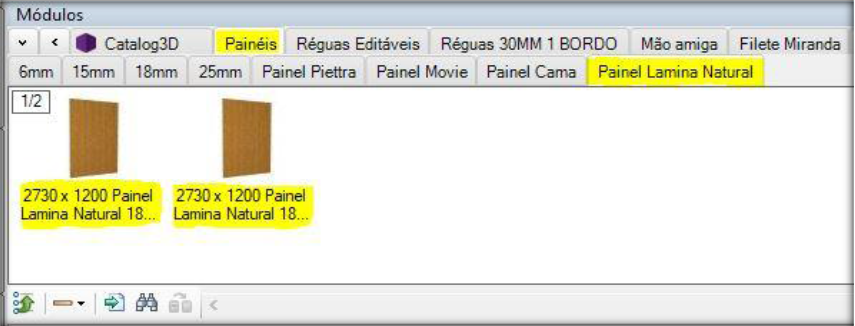 Módulos
Catalog3D Painéis Réguas Editáveis Réguas 30MM 1 BORDO Mão amiga Filete Miranda
6mm 15mm 18mm 25mm Painel Piettra Painel Movie Painel Cama Painel Lamina Natural
1/2
2730 x 1200 Painel
Lamina Natural 18...
2730 x 1200 Painel
Lamina Natural 18...